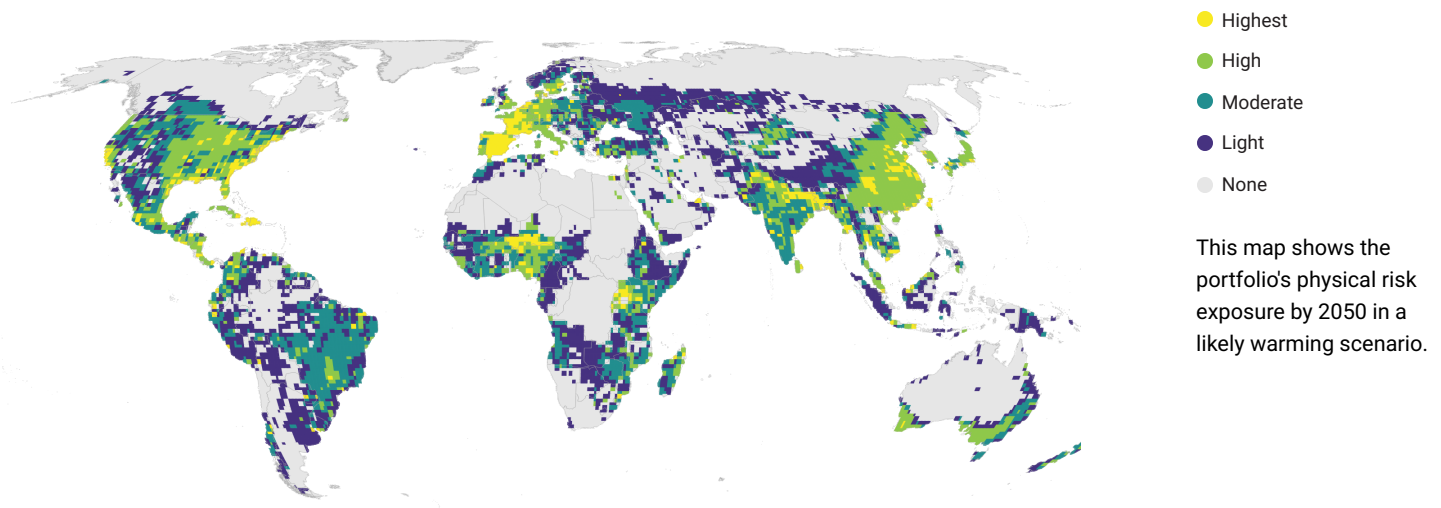 Highest
High
Moderate
Light
None
This map shows the
portfolio's physical risk
exposure by 2050 in a
likely warming scenario.